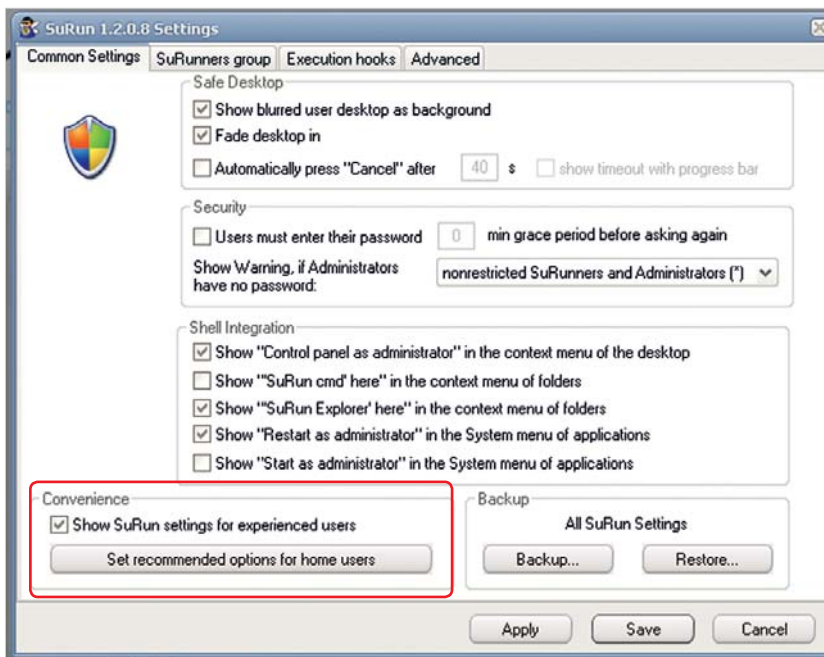 SuRun 1.2.0.8 Settings
Common Settings SuRunners group Execution hooks Advanced
Safe Desktop
Show blurred user desktop as background
Fade desktop in
Automatically press "Cancel" after 40 s show timeout with progress bar
Security
Users must enter their password 0 min grace period before asking again
Show Warning, if Administrators
have no password: nonrestricted SuRunners and Administrators (*)
Shell Integration
Show "Control panel as administrator" in the context menu of the desktop
Show "'SuRun cmd' here" in the context menu of folders
Show "'SuRun Explorer' here" in the context menu of folders
Show "Restart as administrator" in the System menu of applications
Show "Start as administrator" in the System menu of applications
Convenience
Show SuRun settings for experienced users
Set recommended options for home users
Backup
All SuRun Settings
Backup... Restore...
Apply Save Cancel